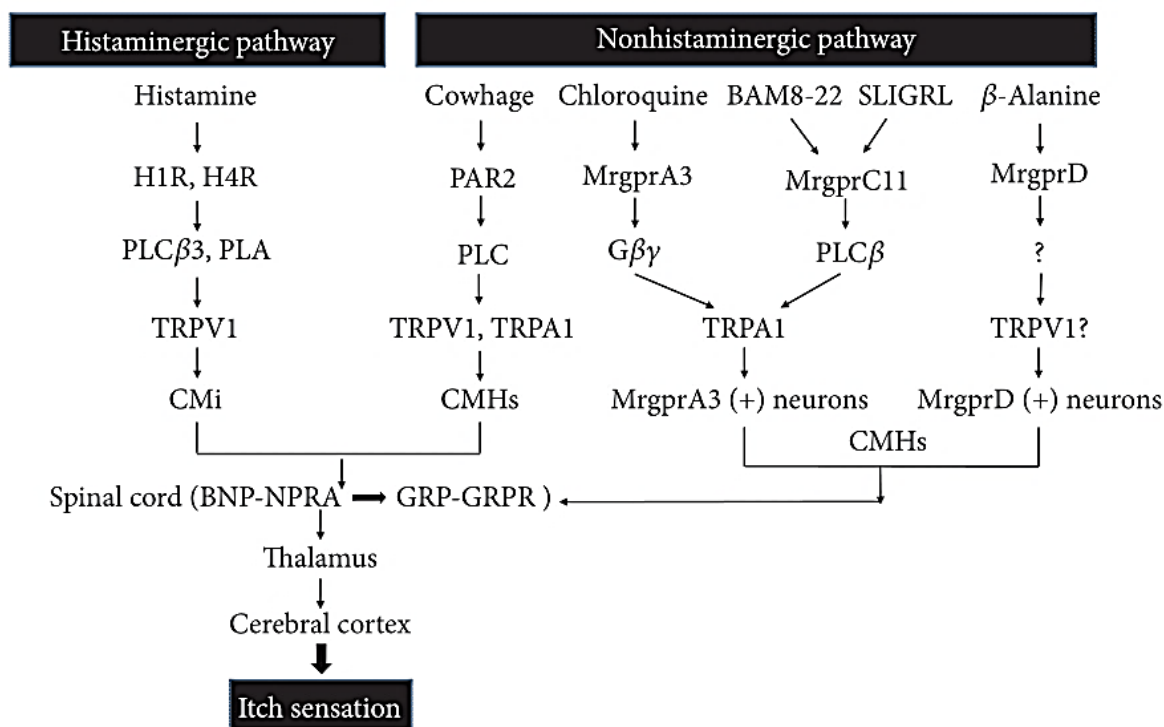 Histaminergic pathway
Nonhistaminergic pathway
Histamine
Cowhage
Chloroquine
BAM8-22
SLIGRL
β-Alanine
H1R, H4R
PAR2
MrgprA3
MrgprC11
MrgprD
PLCβ3, PLA
PLC
Gβγ
PLCβ
?
TRPV1
TRPV1, TRPA1
TRPA1
TRPV1?
CMi
CMHs
MrgprA3 (+) neurons
MrgprD (+) neurons
CMHs
Spinal cord (BNP-NPRA
GRP-GRPR )
Thalamus
Cerebral cortex
Itch sensation